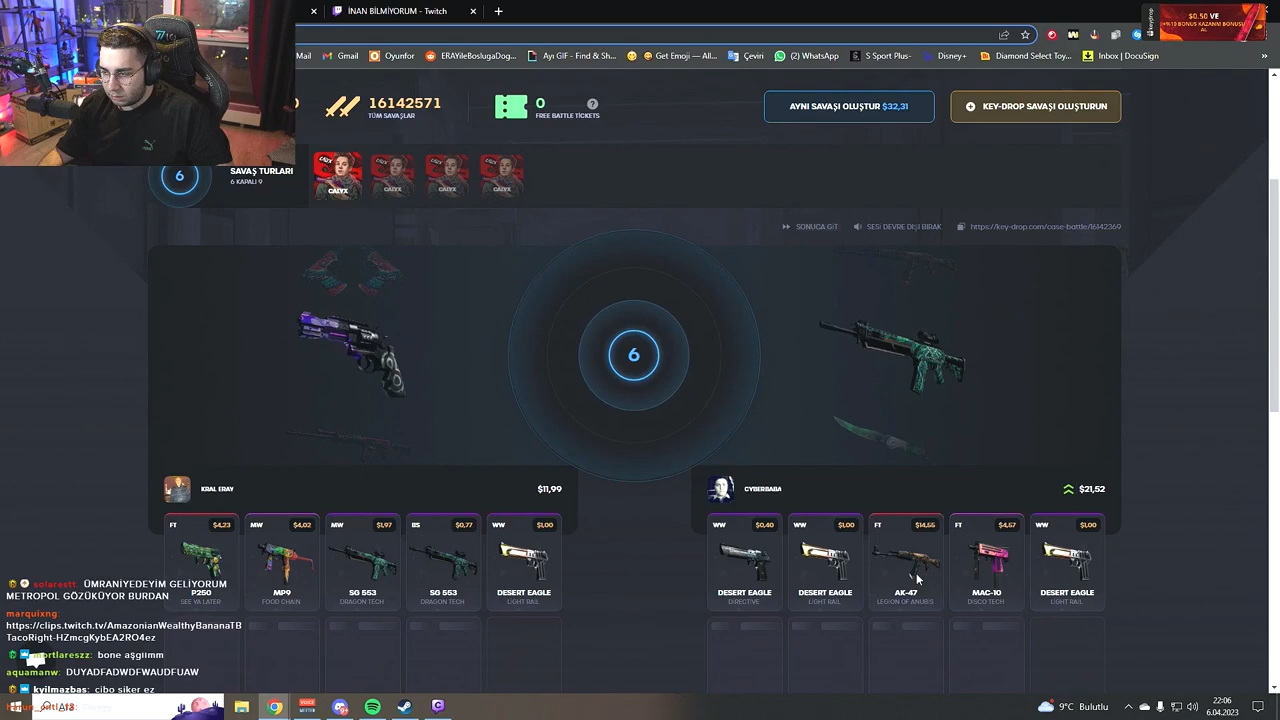 İNAN BİLMİYORUM - Twitch
$0.50 VE
Mail
Gmail
Oyunfor
ERAYileBoslugaDog...
Ayı GIF - Find & Sh...
Get Emoji — All...
Çeviri
(2) WhatsApp
S Sport Plus-
Disney+
Diamond Select Toy...
Inbox | DocuSign
16142571
TÜM SAVAŞLAR
0
FREE BATTLE TICKETS
AYNI SAVAŞI OLUŞTUR $32,31
KEY-DROP SAVAŞI OLUŞTURUN
6
SAVAŞ TURLARI
6 KAPALI 9
CALYX
CALYX
CALYX
CALYX
SONUCA GİT
SESİ DEVRE DIŞI BIRAK
https://key-drop.com/case-battle/16142369
6
KRAL ERAY
$11,99
CYBERBABA
$21,52
FT $4,23
MW $4,02
MW $1,97
BS $0,77
WW $1,00
WW $0,40
WW $1,00
FT $14,55
FT $4,57
WW $1,00
P250
MP9
SG 553
SG 553
DESERT EAGLE
DESERT EAGLE
DESERT EAGLE
AK-47
MAC-10
DESERT EAGLE
SEE YA LATER
FOOD CHAIN
DRAGON TECH
DRAGON TECH
LIGHT RAIL
DIRECTIVE
LIGHT RAIL
LEGION OF ANUBIS
DISCO TECH
LIGHT RAIL
solarestt: ÜMRANİYEDEYİM GELİYORUM
METROPOL GÖZÜKÜYOR BURDAN
marquixng:
https://clips.twitch.tv/AmazonianWealthyBananaTB
TacoRight-HZmcgKybEA2RO4ez
mortlareszz: bone aşgiimm
aquamanw: DUYADFADWDFWAUDFUAW
kyilmazbas: cibo siker ez
9°C Bulutlu
22:06
6.04.2023